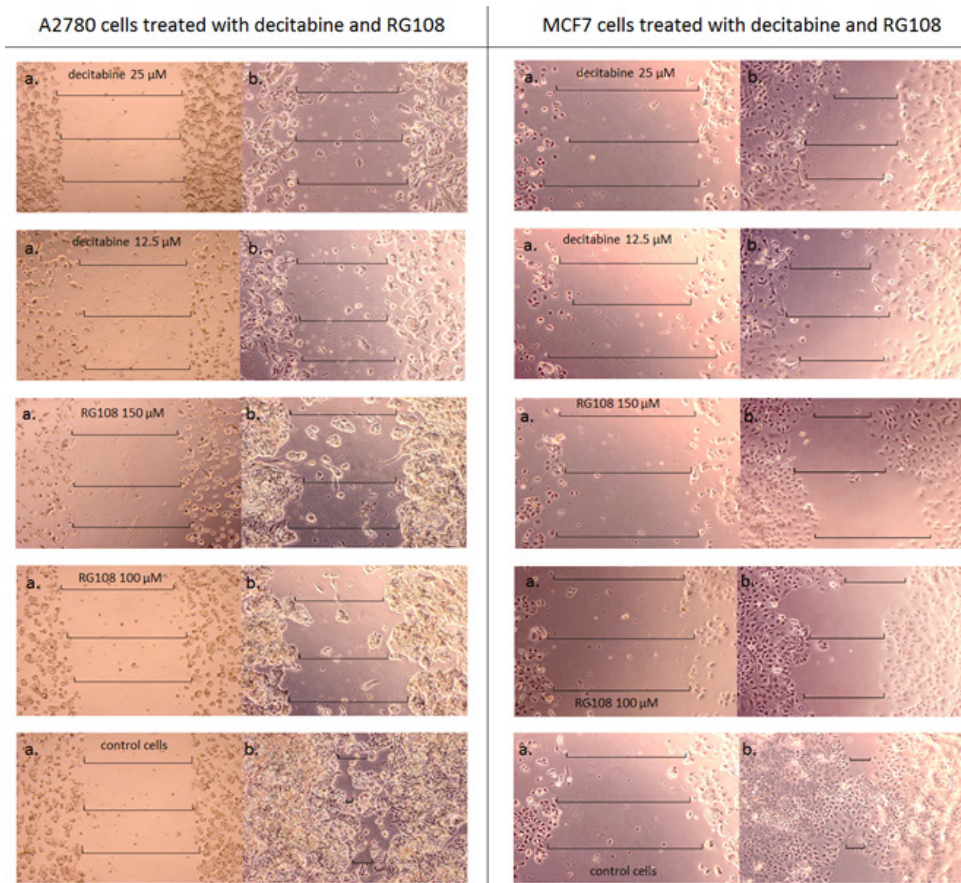 A2780 cells treated with decitabine and RG108
MCF7 cells treated with decitabine and RG108
a.
decitabine 25 µM
b.
a.
decitabine 25 µM
b.
a.
decitabine 12.5 µM
b.
a.
decitabine 12.5 µM
b.
a.
RG108 150 µM
b.
a.
RG108 150 µM
b.
a.
RG108 100 µM
b.
a.
RG108 100 µM
b.
a.
control cells
b.
a.
control cells
b.